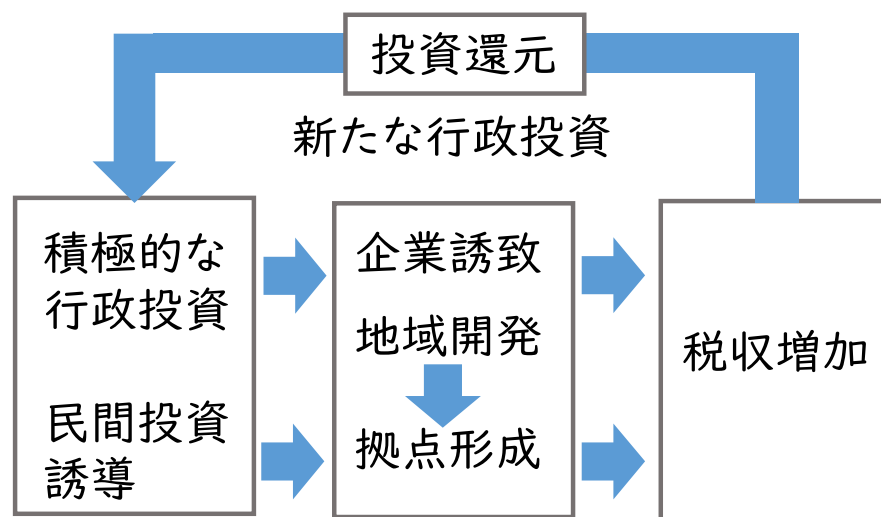 投資還元
新たな行政投資
積極的な
行政投資
民間投資
誘導
企業誘致
地域開発
拠点形成
税収増加